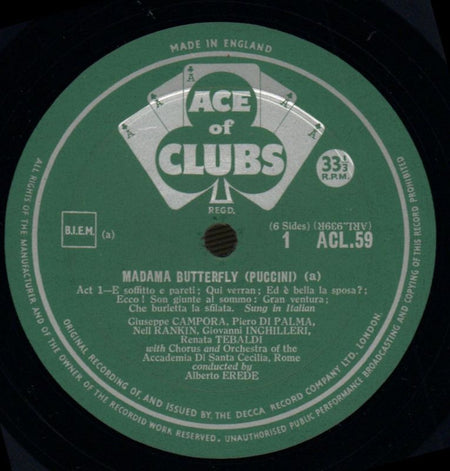 MADE IN ENGLAND
A A A A A
ACE
of
CLUBS
REGD.
33⅓
R.P.M.
B.I.E.M. (a)
(6 Sides) (ARL.9396)
1 ACL.59
MADAMA BUTTERFLY (PUCCINI) (a)
Act 1—E soffitto e pareti; Qui verran; Ed è bella la sposa?;
Ecco! Son giunte al sommo: Gran ventura;
Che burletta la sfilata. Sung in Italian
Giuseppe CAMPORA, Piero DI PALMA,
Nell RANKIN, Giovanni INGHILLERI,
Renata TEBALDI
with Chorus and Orchestra of the
Accademia Di Santa Cecilia, Rome
conducted by
Alberto EREDE
ORIGINAL RECORDING OF, AND ISSUED BY, THE DECCA RECORD COMPANY LTD. LONDON.
ALL RIGHTS OF THE MANUFACTURER AND OF THE OWNER OF THE RECORDED WORK RESERVED. UNAUTHORISED PUBLIC PERFORMANCE BROADCASTING AND COPYING OF THIS RECORD PROHIBITED